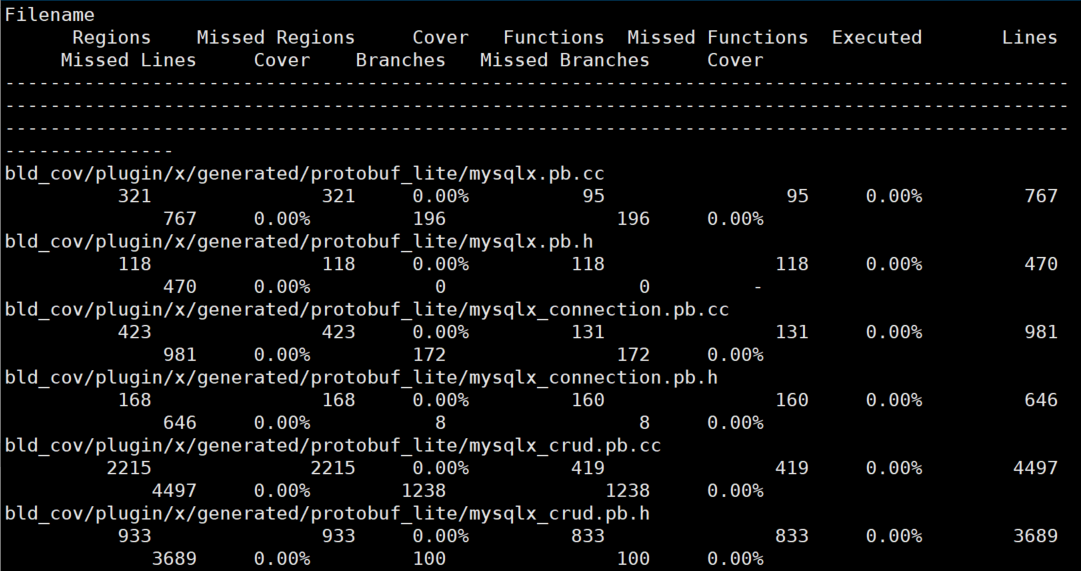 Filename
Regions Missed Regions Cover Functions Missed Functions Executed Lines
Missed Lines Cover Branches Missed Branches Cover
-----------------------------------------------------------------------------------------------
-----------------------------------------------------------------------------------------------
-----------------------------------------------------------------------------------------------
---------------
bld_cov/plugin/x/generated/protobuf_lite/mysqlx.pb.cc
321 321 0.00% 95 95 0.00% 767
767 0.00% 196 196 0.00%
bld_cov/plugin/x/generated/protobuf_lite/mysqlx.pb.h
118 118 0.00% 118 118 0.00% 470
470 0.00% 0 0 -
bld_cov/plugin/x/generated/protobuf_lite/mysqlx_connection.pb.cc
423 423 0.00% 131 131 0.00% 981
981 0.00% 172 172 0.00%
bld_cov/plugin/x/generated/protobuf_lite/mysqlx_connection.pb.h
168 168 0.00% 160 160 0.00% 646
646 0.00% 8 8 0.00%
bld_cov/plugin/x/generated/protobuf_lite/mysqlx_crud.pb.cc
2215 2215 0.00% 419 419 0.00% 4497
4497 0.00% 1238 1238 0.00%
bld_cov/plugin/x/generated/protobuf_lite/mysqlx_crud.pb.h
933 933 0.00% 833 833 0.00% 3689
3689 0.00% 100 100 0.00%